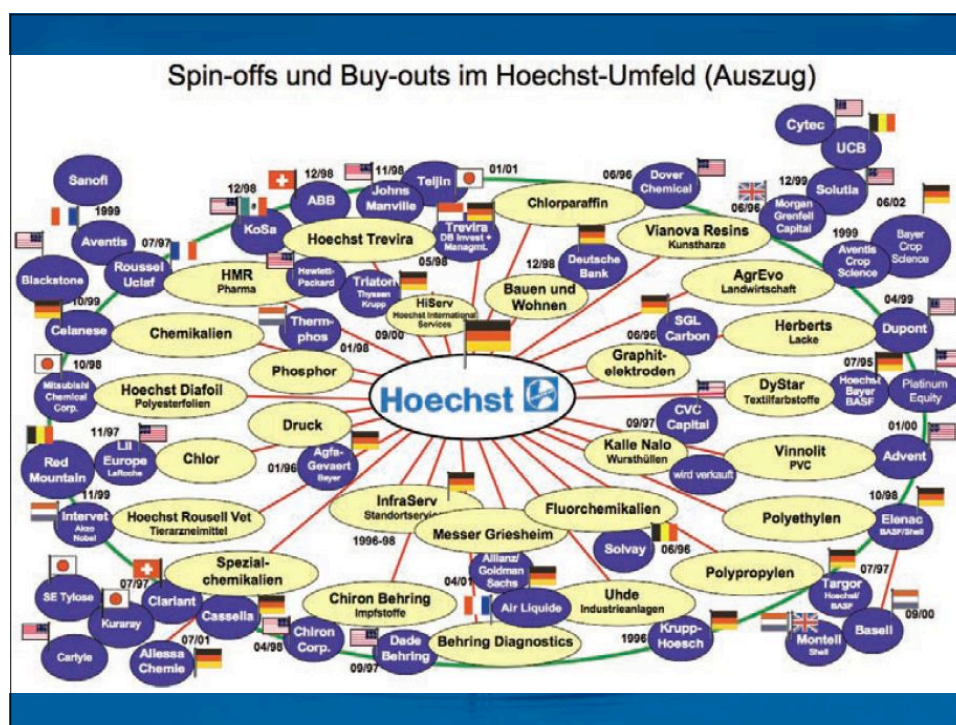 Spin-offs und Buy-outs im Hoechst-Umfeld (Auszug)
Cytec
UCB
Solutia
12/99
Morgan
Grenfell
Capital
06/96
06/02
Bayer
Crop
Science
1999
Aventis
Crop
Science
Sanofi
1999
Aventis
07/97
Roussel
Uclaf
Blackstone
12/98
KoSa
12/98
ABB
11/98
Johns
Manville
Teijin
01/01
Trevira
DB Invest +
Managmt.
05/98
Hoechst Trevira
Chlorparaffin
06/96
Dover
Chemical
Vianova Resins
Kunstharze
HMR
Pharma
Hewlett-
Packard
Triaton
Thyssen
Krupp
09/00
HiServ
Hoechst International
Services
12/98
Deutsche
Bank
Bauen und
Wohnen
AgrEvo
Landwirtschaft
10/99
Celanese
Chemikalien
Therm-
phos
01/98
Phosphor
06/96
SGL
Carbon
Graphit-
elektroden
Herberts
Lacke
04/99
Dupont
10/98
Mitsubishi
Chemical
Corp.
Hoechst Diafoil
Polyesterfolien
Hoechst
DyStar
Textilfarbstoffe
07/95
Hoechst
Bayer
BASF
Platinum
Equity
Druck
01/96
Agfa-
Gevaert
Bayer
09/97
CVC
Capital
Kalle Nalo
Wursthüllen
wird verkauft
Vinnolit
PVC
01/00
Advent
Red
Mountain
11/97
LII
Europe
LaRoche
Chlor
11/99
Intervet
Akzo
Nobel
Hoechst Rousell Vet
Tierarzneimittel
InfraServ
Standortservice
1996-98
Messer Griesheim
Allianz/
Goldman
Sachs
04/01
Air Liquide
Fluorchemikalien
Solvay
06/96
Polyethylen
10/98
Elenac
BASF/Shell
Polypropylen
07/97
Targor
Hoechst/
BASF
09/00
Basell
Montell
Shell
Spezial-
chemikalien
07/97
Clariant
SE Tylose
Kuraray
Carlyle
07/01
Allessa
Chemie
Cassella
04/98
Chiron
Corp.
Chiron Behring
Impfstoffe
09/97
Dade
Behring
Behring Diagnostics
Uhde
Industrieanlagen
1996
Krupp-
Hoesch